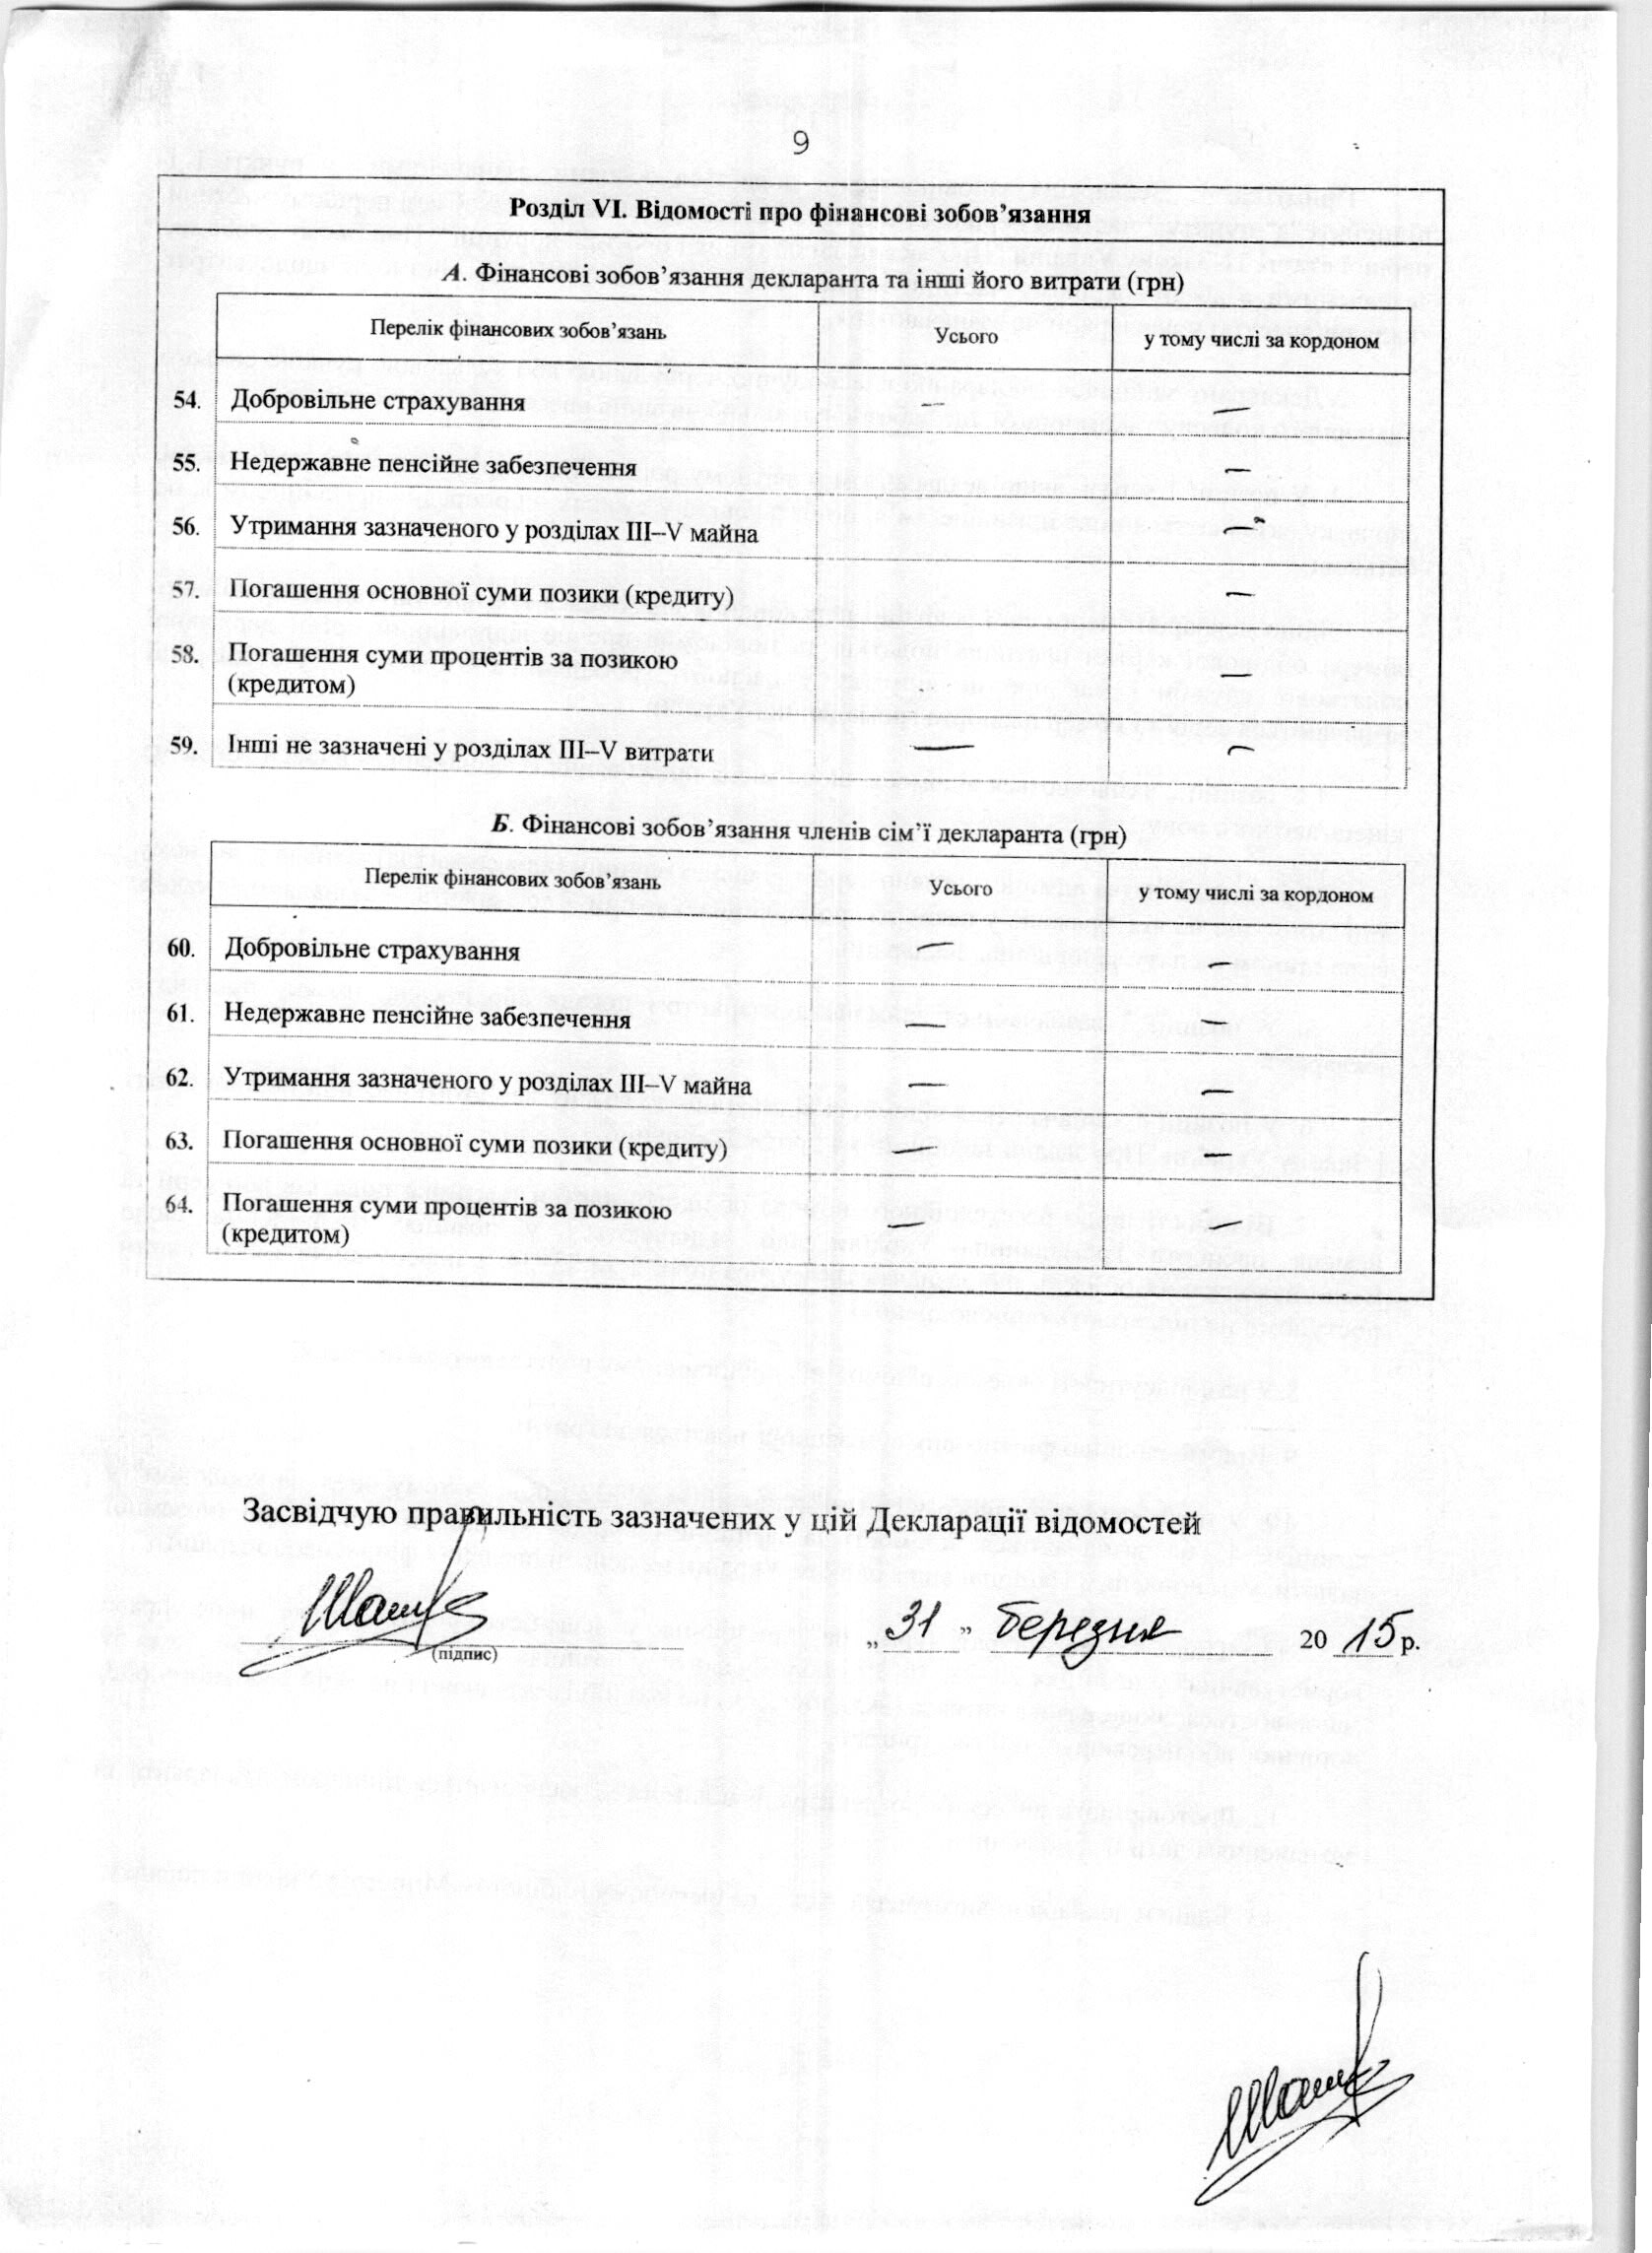 9
Розділ VI. Відомості про фінансові зобов’язання
А. Фінансові зобов’язання декларанта та інші його витрати (грн)
Перелік фінансових зобов’язань Усього у тому числі за кордоном
54. Добровільне страхування — —
55. Недержавне пенсійне забезпечення —
56. Утримання зазначеного у розділах III–V майна —
57. Погашення основної суми позики (кредиту) —
58. Погашення суми процентів за позикою
(кредитом) —
59. Інші не зазначені у розділах III–V витрати — —
Б. Фінансові зобов’язання членів сім’ї декларанта (грн)
Перелік фінансових зобов’язань Усього у тому числі за кордоном
60. Добровільне страхування — —
61. Недержавне пенсійне забезпечення — —
62. Утримання зазначеного у розділах III–V майна — —
63. Погашення основної суми позики (кредиту) — —
64. Погашення суми процентів за позикою
(кредитом) — —
Засвідчую правильність зазначених у цій Декларації відомостей
„ 31 ” березня 20 15 р.
(підпис)